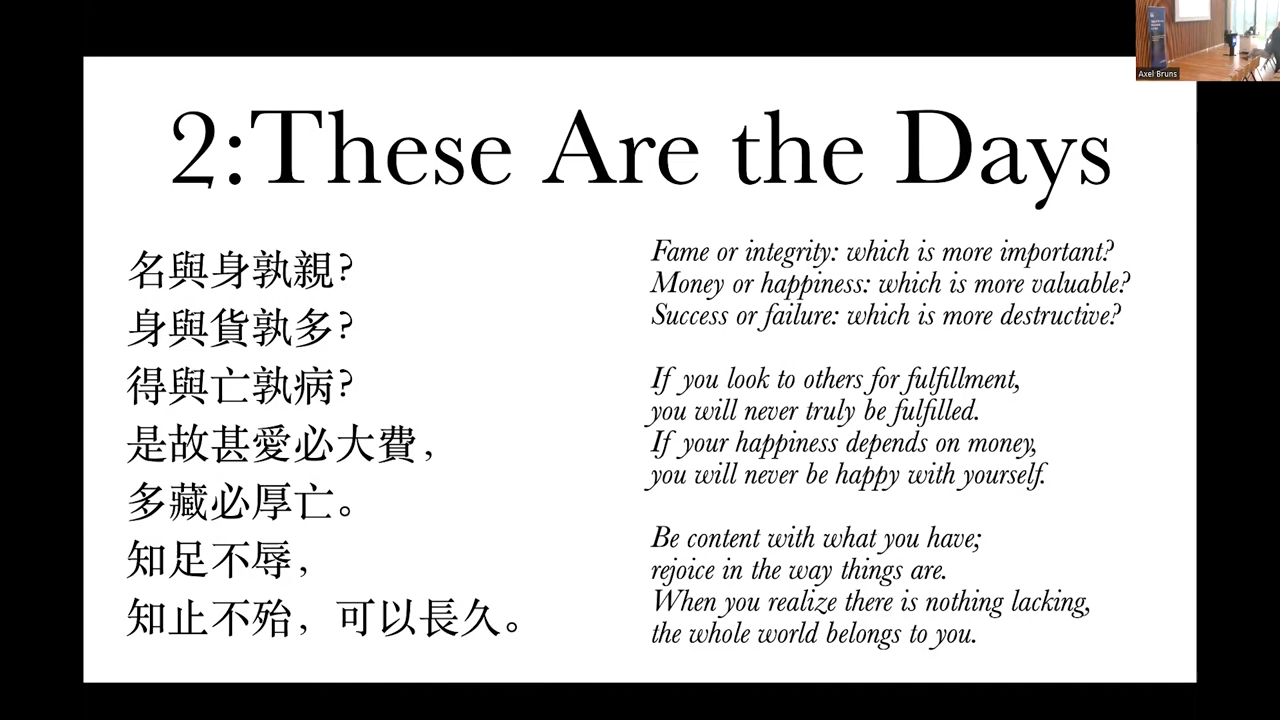 2:These Are the Days
名與身孰親?
身與貨孰多?
得與亡孰病?
是故甚愛必大費,
多藏必厚亡。
知足不辱,
知止不殆, 可以長久。
Fame or integrity: which is more important?
Money or happiness: which is more valuable?
Success or failure: which is more destructive?
If you look to others for fulfillment,
you will never truly be fulfilled.
If your happiness depends on money,
you will never be happy with yourself.
Be content with what you have;
rejoice in the way things are.
When you realize there is nothing lacking,
the whole world belongs to you.
Axel Bruns